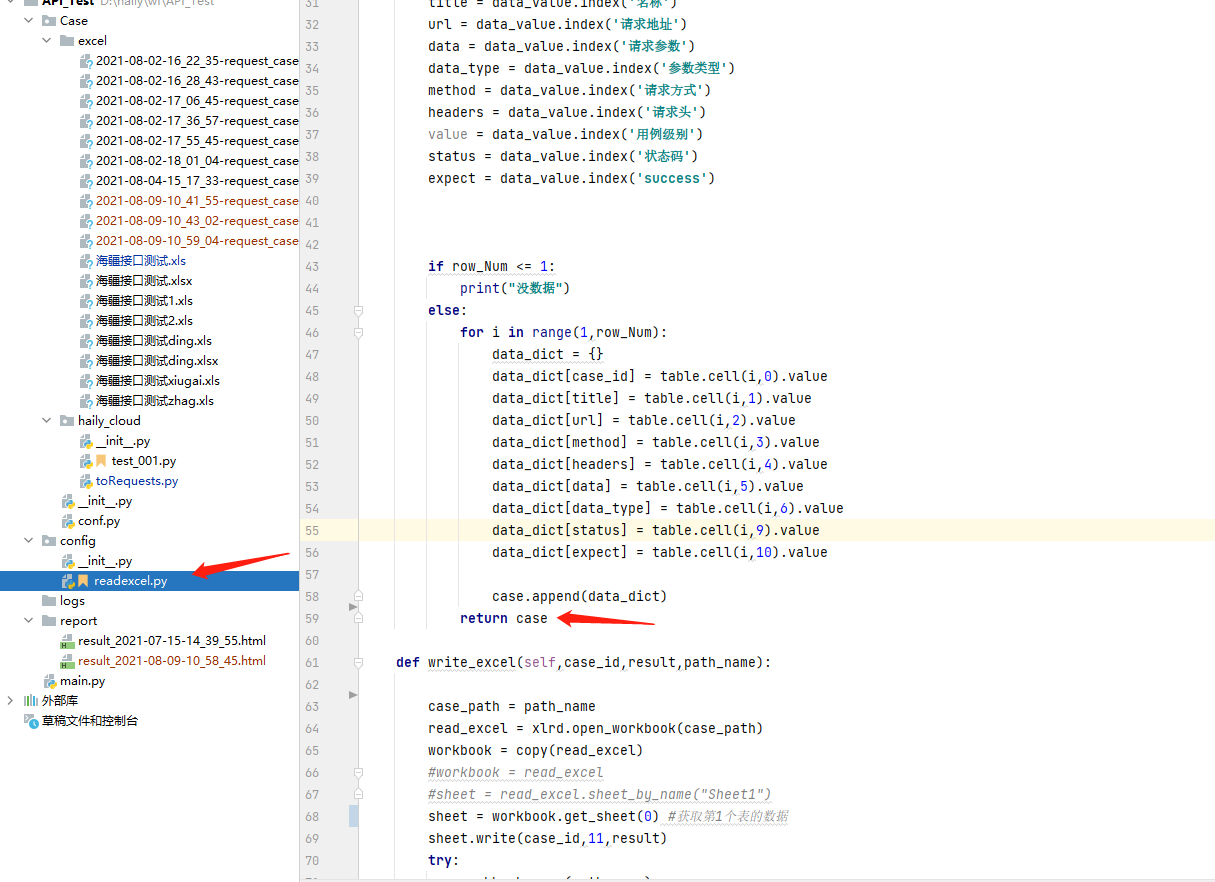 API_Test D:\haily\wf\API_Test
Case
excel
2021-08-02-16_22_35-request_case
2021-08-02-16_28_43-request_case
2021-08-02-17_06_45-request_case
2021-08-02-17_36_57-request_case
2021-08-02-17_55_45-request_case
2021-08-02-18_01_04-request_case
2021-08-04-15_17_33-request_case
2021-08-09-10_41_55-request_case
2021-08-09-10_43_02-request_case
2021-08-09-10_59_04-request_case
海疆接口测试.xls
海疆接口测试.xlsx
海疆接口测试1.xls
海疆接口测试2.xls
海疆接口测试ding.xls
海疆接口测试ding.xlsx
海疆接口测试xiugai.xls
海疆接口测试zhag.xls
haily_cloud
__init__.py
test_001.py
toRequests.py
__init__.py
conf.py
config
__init__.py
readexcel.py
logs
report
result_2021-07-15-14_39_55.html
result_2021-08-09-10_58_45.html
main.py
外部库
草稿文件和控制台
31 title = data_value.index('名称')
32 url = data_value.index('请求地址')
33 data = data_value.index('请求参数')
34 data_type = data_value.index('参数类型')
35 method = data_value.index('请求方式')
36 headers = data_value.index('请求头')
37 value = data_value.index('用例级别')
38 status = data_value.index('状态码')
39 expect = data_value.index('success')
40
41
42
43 if row_Num <= 1:
44 print("没数据")
45 else:
46 for i in range(1,row_Num):
47 data_dict = {}
48 data_dict[case_id] = table.cell(i,0).value
49 data_dict[title] = table.cell(i,1).value
50 data_dict[url] = table.cell(i,2).value
51 data_dict[method] = table.cell(i,3).value
52 data_dict[headers] = table.cell(i,4).value
53 data_dict[data] = table.cell(i,5).value
54 data_dict[data_type] = table.cell(i,6).value
55 data_dict[status] = table.cell(i,9).value
56 data_dict[expect] = table.cell(i,10).value
57
58 case.append(data_dict)
59 return case
60
61 def write_excel(self,case_id,result,path_name):
62
63 case_path = path_name
64 read_excel = xlrd.open_workbook(case_path)
65 workbook = copy(read_excel)
66 #workbook = read_excel
67 #sheet = read_excel.sheet_by_name("Sheet1")
68 sheet = workbook.get_sheet(0) #获取第1个表的数据
69 sheet.write(case_id,11,result)
70 try: